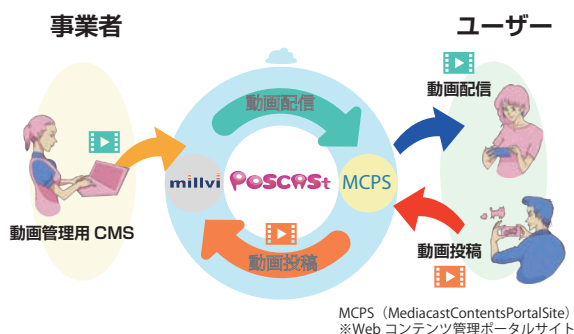 事業者
ユーザー
動画配信
動画配信
millvi
PoSCASt
MCPS
動画管理用 CMS
動画投稿
動画投稿
MCPS（MediacastContentsPortalSite）
※Web コンテンツ管理ポータルサイト